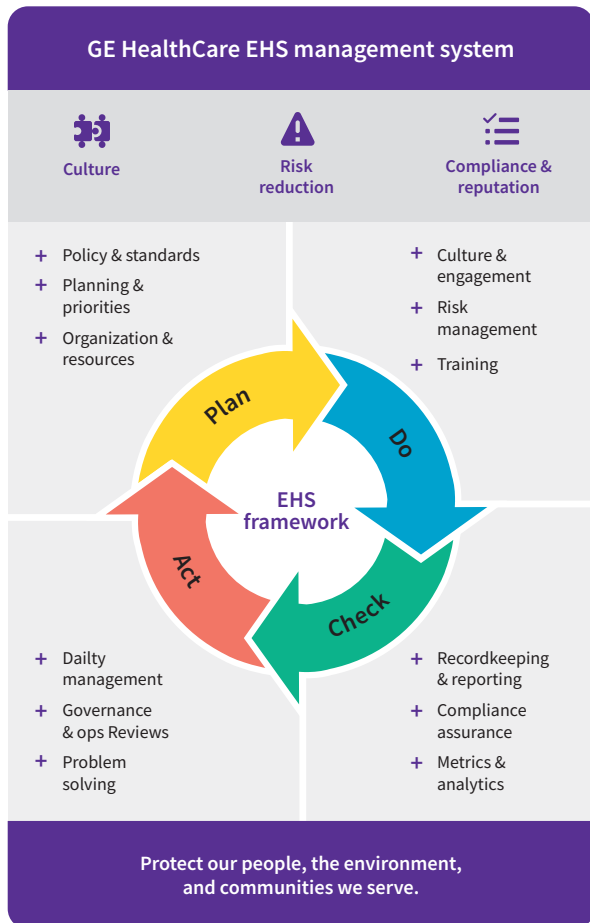 GE HealthCare EHS management system
Culture
Risk
reduction
Compliance &
reputation
+ Policy & standards
+ Planning &
priorities
+ Organization &
resources
+ Culture &
engagement
+ Risk
management
+ Training
Plan
Do
EHS
framework
Act
Check
+ Dailty
management
+ Governance
& ops Reviews
+ Problem
solving
+ Recordkeeping
& reporting
+ Compliance
assurance
+ Metrics &
analytics
Protect our people, the environment,
and communities we serve.